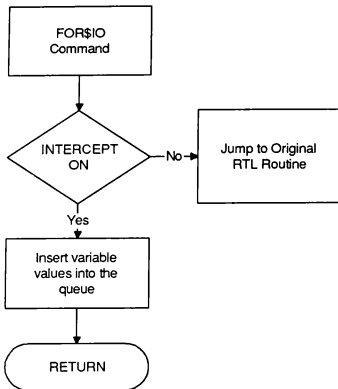 FOR$IO
Command
INTERCEPT
ON
No
Jump to Original
RTL Routine
Yes
Insert variable
values into the
queue
RETURN